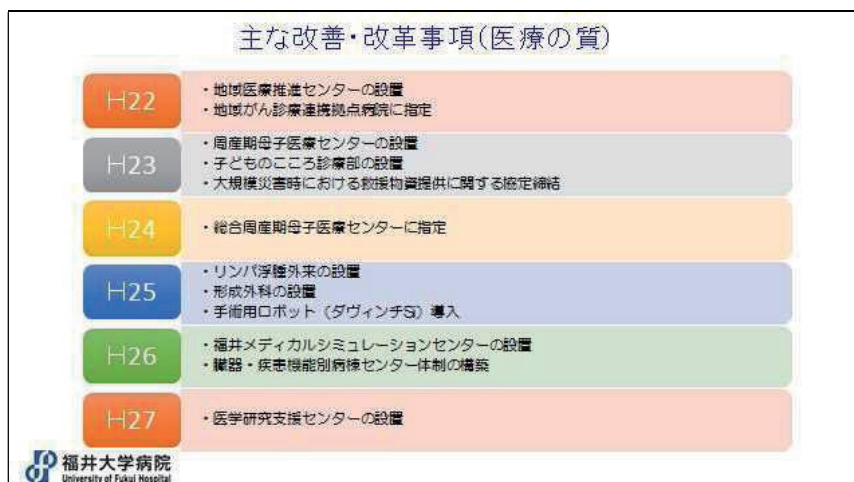 主な改善・改革事項(医療の質)
H22
・地域医療推進センターの設置
・地域がん診療連携拠点病院に指定
H23
・周産期母子医療センターの設置
・子どものこころ診療部の設置
・大規模災害時における救援物資提供に関する協定締結
H24
・総合周産期母子医療センターに指定
H25
・リンパ浮腫外来の設置
・形成外科の設置
・手術用ロボット（ダヴィンチSi）導入
H26
・福井メディカルシミュレーションセンターの設置
・臓器・疾患機能別病棟センター体制の構築
H27
・医学研究支援センターの設置
福井大学病院
University of Fukui Hospital